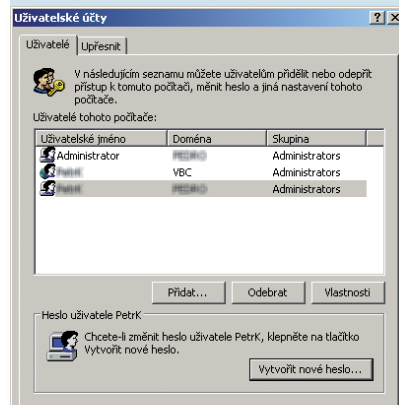 Uživatelské účty
Uživatelé Upřesnit
V následujícím seznamu můžete uživatelům přidělit nebo odepřít
přístup k tomuto počítači, měnit heslo a jiná nastavení tohoto
počítače.
Uživatelé tohoto počítače:
Uživatelské jméno Doména Skupina
Administrator Administrators
VBC Administrators
Administrators
Přidat... Odebrat Vlastnosti
Heslo uživatele PetrK
Chcete-li změnit heslo uživatele PetrK, klepněte na tlačítko
Vytvořit nové heslo.
Vytvořit nové heslo...